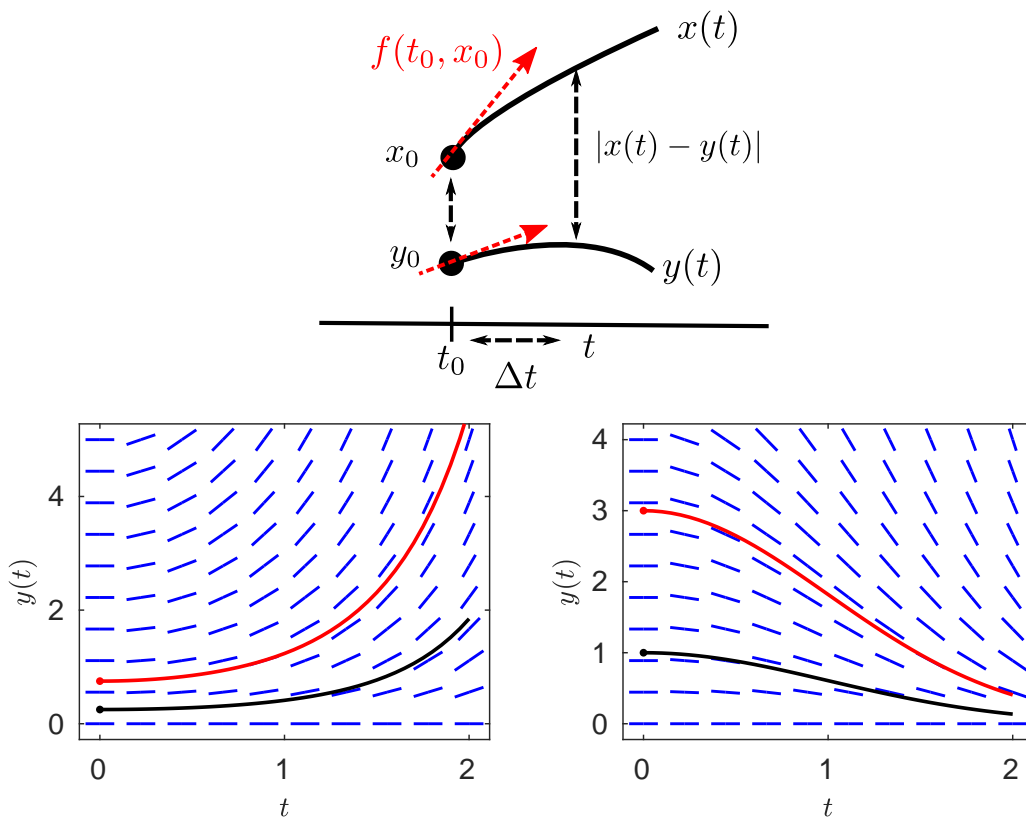 x(t)
f(t₀, x₀)
x₀
|x(t) − y(t)|
y₀
y(t)
t₀
t
Δt
y(t)
4
2
0
0
1
2
t
y(t)
4
3
2
1
0
0
1
2
t